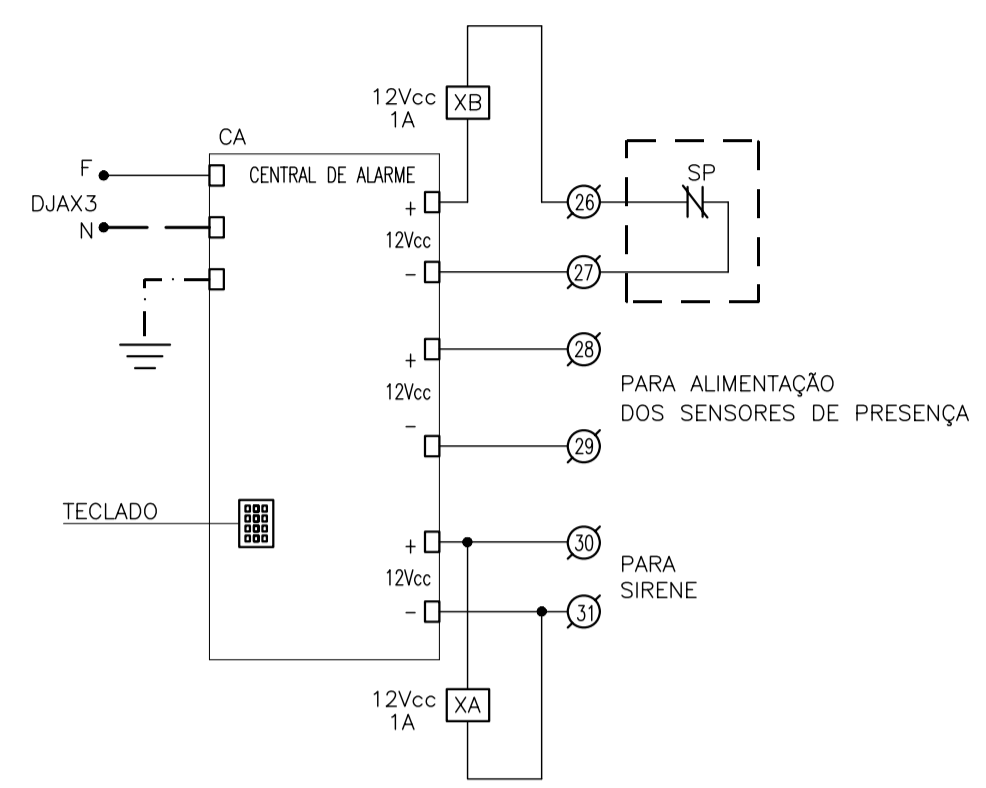 12Vcc
1A
XB
CA
F
CENTRAL DE ALARME
SP
DJAX3
N
+
26
12Vcc
-
27
+
28
12Vcc
PARA ALIMENTAÇÃO
DOS SENSORES DE PRESENÇA
-
29
TECLADO
+
30
12Vcc
PARA
SIRENE
-
31
12Vcc
1A
XA